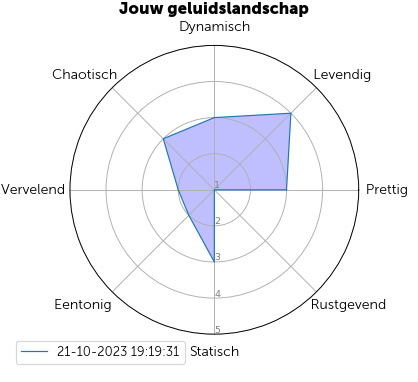 Jouw geluidslandschap
Dynamisch
Chaotisch
Levendig
Vervelend
1
Prettig
2
3
4
Eentonig
Rustgevend
5
21-10-2023 19:19:31
Statisch